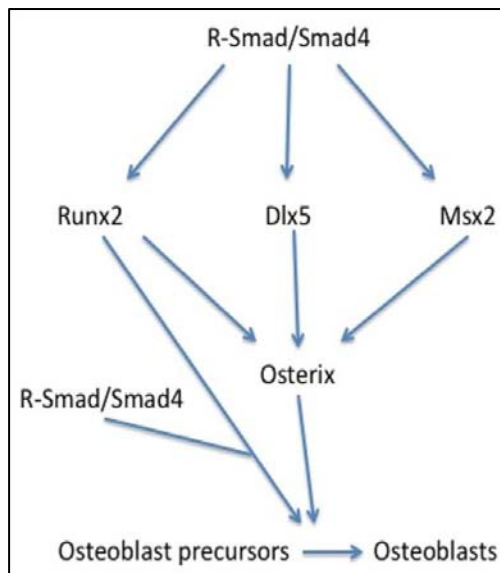 R-Smad/Smad4
Runx2 Dlx5 Msx2
Osterix
R-Smad/Smad4
Osteoblast precursors Osteoblasts